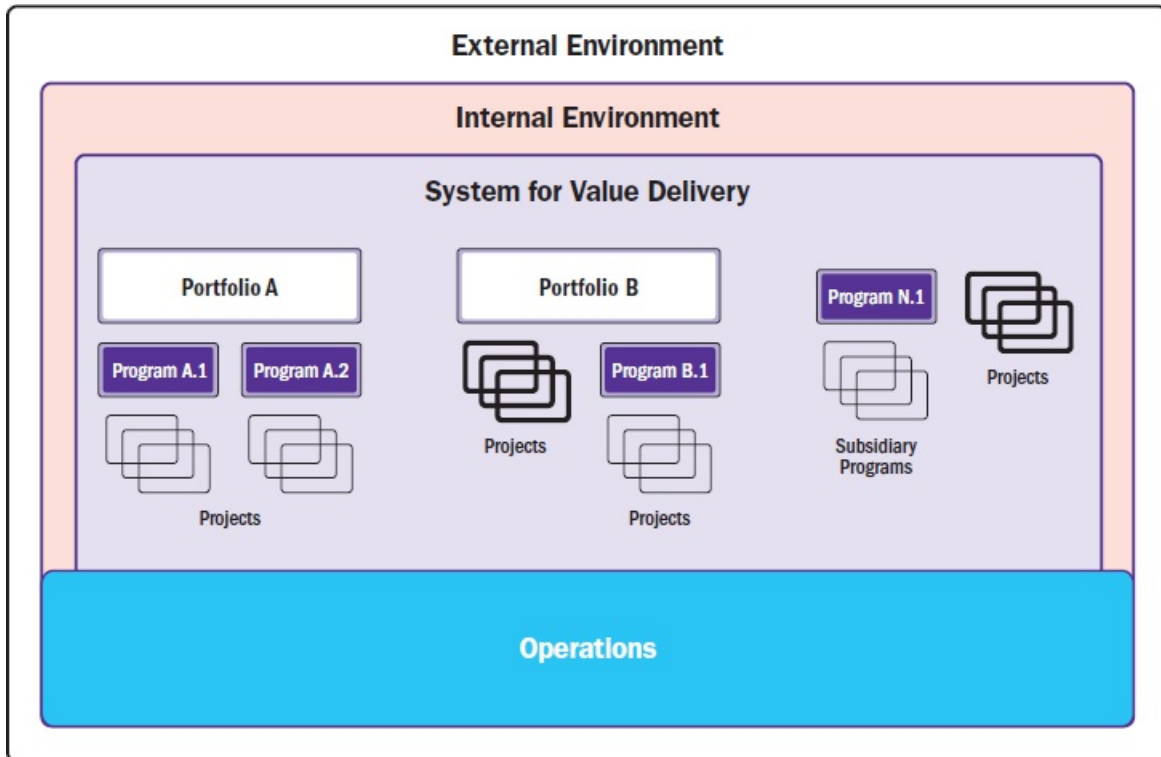 External Environment
Internal Environment
System for Value Delivery
Portfolio A
Portfolio B
Program N.1
Projects
Program A.1
Program A.2
Program B.1
Projects
Subsidiary
Programs
Projects
Projects
Operations